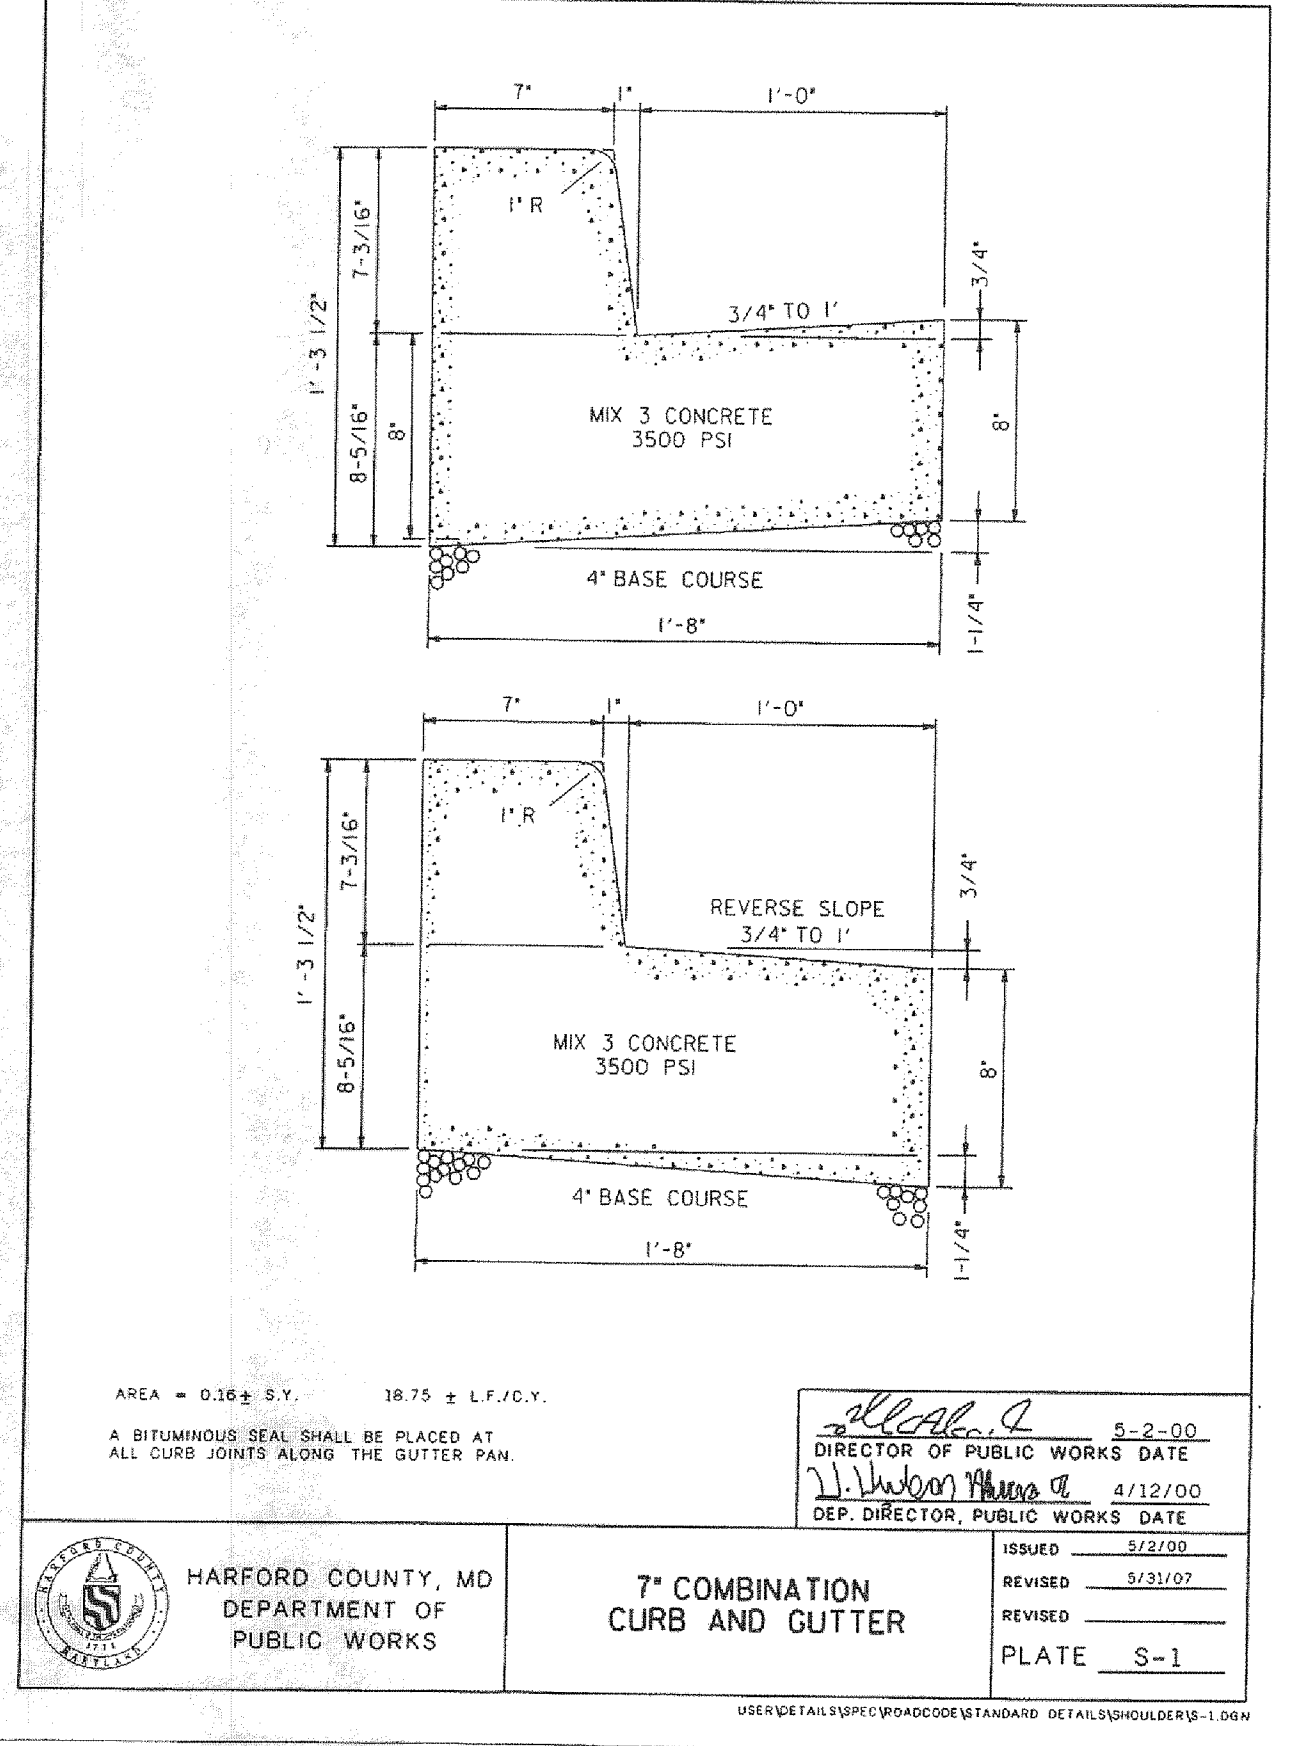 7" 1" 1'-0"
1" R
7-3/16"
1'-3 1/2"
3/4" TO 1'
3/4"
8-5/16"
8"
MIX 3 CONCRETE
3500 PSI
8"
4" BASE COURSE
1-1/4"
1'-8"
7" 1" 1'-0"
1" R
7-3/16"
1'-3 1/2"
REVERSE SLOPE
3/4" TO 1'
3/4"
8-5/16"
MIX 3 CONCRETE
3500 PSI
8"
4" BASE COURSE
1-1/4"
1'-8"
AREA = 0.16± S.Y. 18.75 ± L.F./C.Y.
A BITUMINOUS SEAL SHALL BE PLACED AT
ALL CURB JOINTS ALONG THE GUTTER PAN.
5-2-00
DIRECTOR OF PUBLIC WORKS DATE
4/12/00
DEP. DIRECTOR, PUBLIC WORKS DATE
HARFORD COUNTY
1773
MARYLAND
HARFORD COUNTY, MD
DEPARTMENT OF
PUBLIC WORKS
7" COMBINATION
CURB AND GUTTER
ISSUED 5/2/00
REVISED 5/31/07
REVISED
PLATE S-1
USER\DETAILS\SPEC\ROADCODE\STANDARD DETAILS\SHOULDER\S-1.DGN